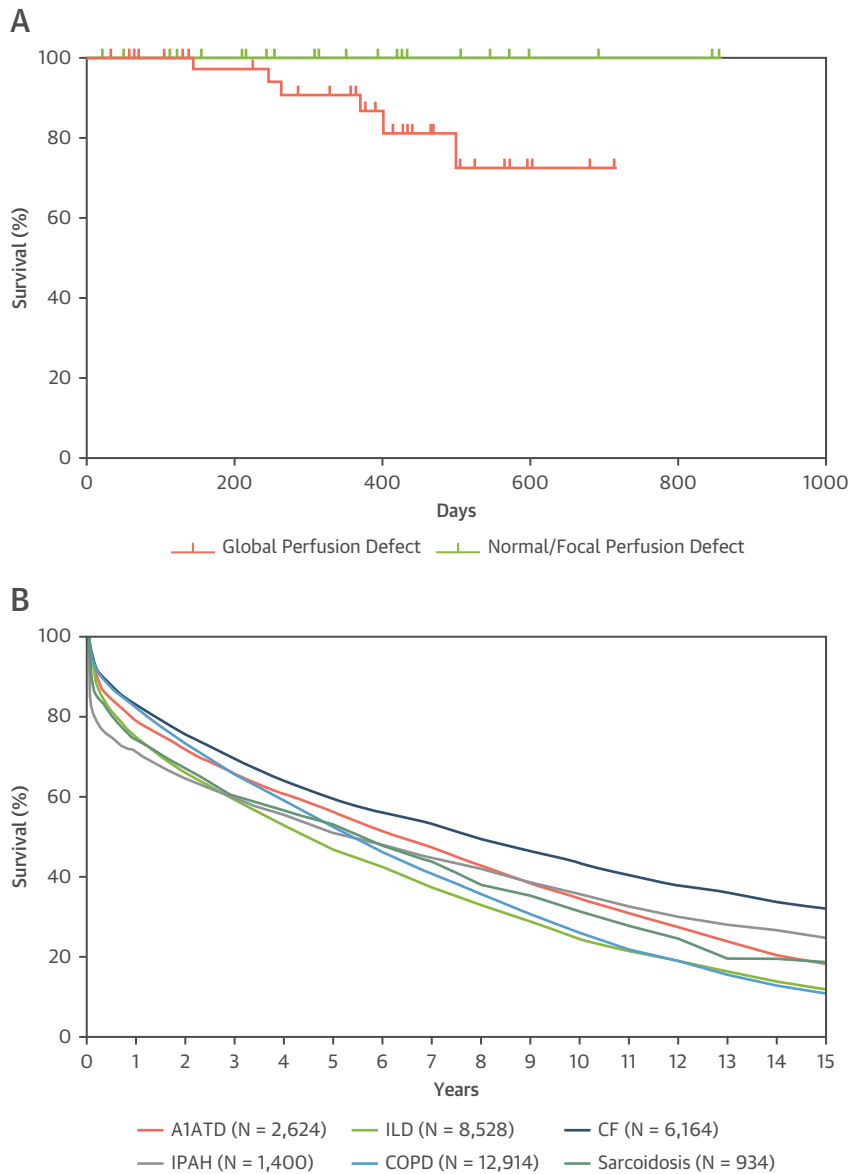 A
100
80
60
40
20
0
Survival (%)
0 200 400 600 800 1000
Days
Global Perfusion Defect Normal/Focal Perfusion Defect
B
100
80
60
40
20
0
Survival (%)
0 1 2 3 4 5 6 7 8 9 10 11 12 13 14 15
Years
A1ATD (N = 2,624) ILD (N = 8,528) CF (N = 6,164)
IPAH (N = 1,400) COPD (N = 12,914) Sarcoidosis (N = 934)